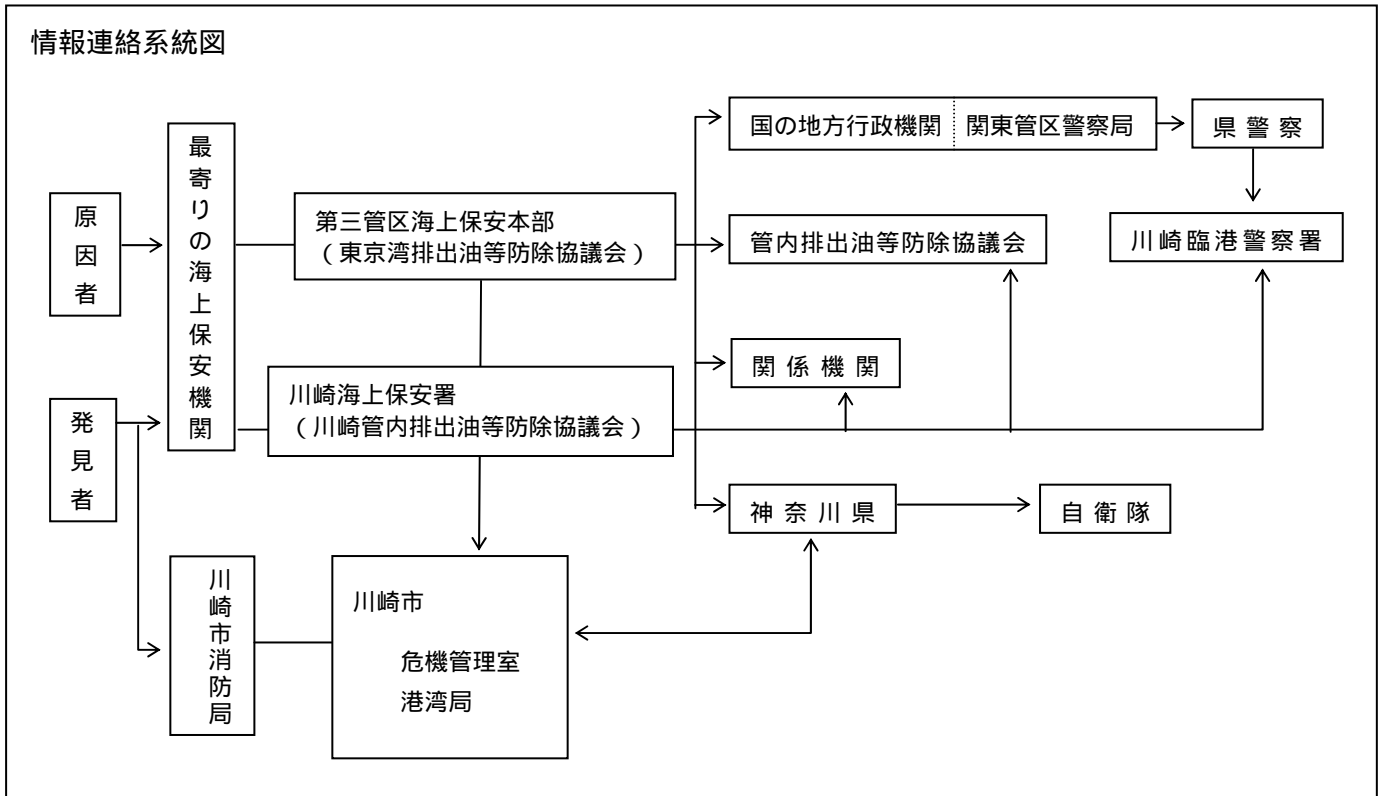 情報連絡系統図
原因者
発見者
最寄りの海上保安機関
川崎市消防局
第三管区海上保安本部
（東京湾排出油等防除協議会）
川崎海上保安署
（川崎管内排出油等防除協議会）
川崎市
危機管理室
港湾局
国の地方行政機関 関東管区警察局
県警察
管内排出油等防除協議会
川崎臨港警察署
関係機関
神奈川県
自衛隊